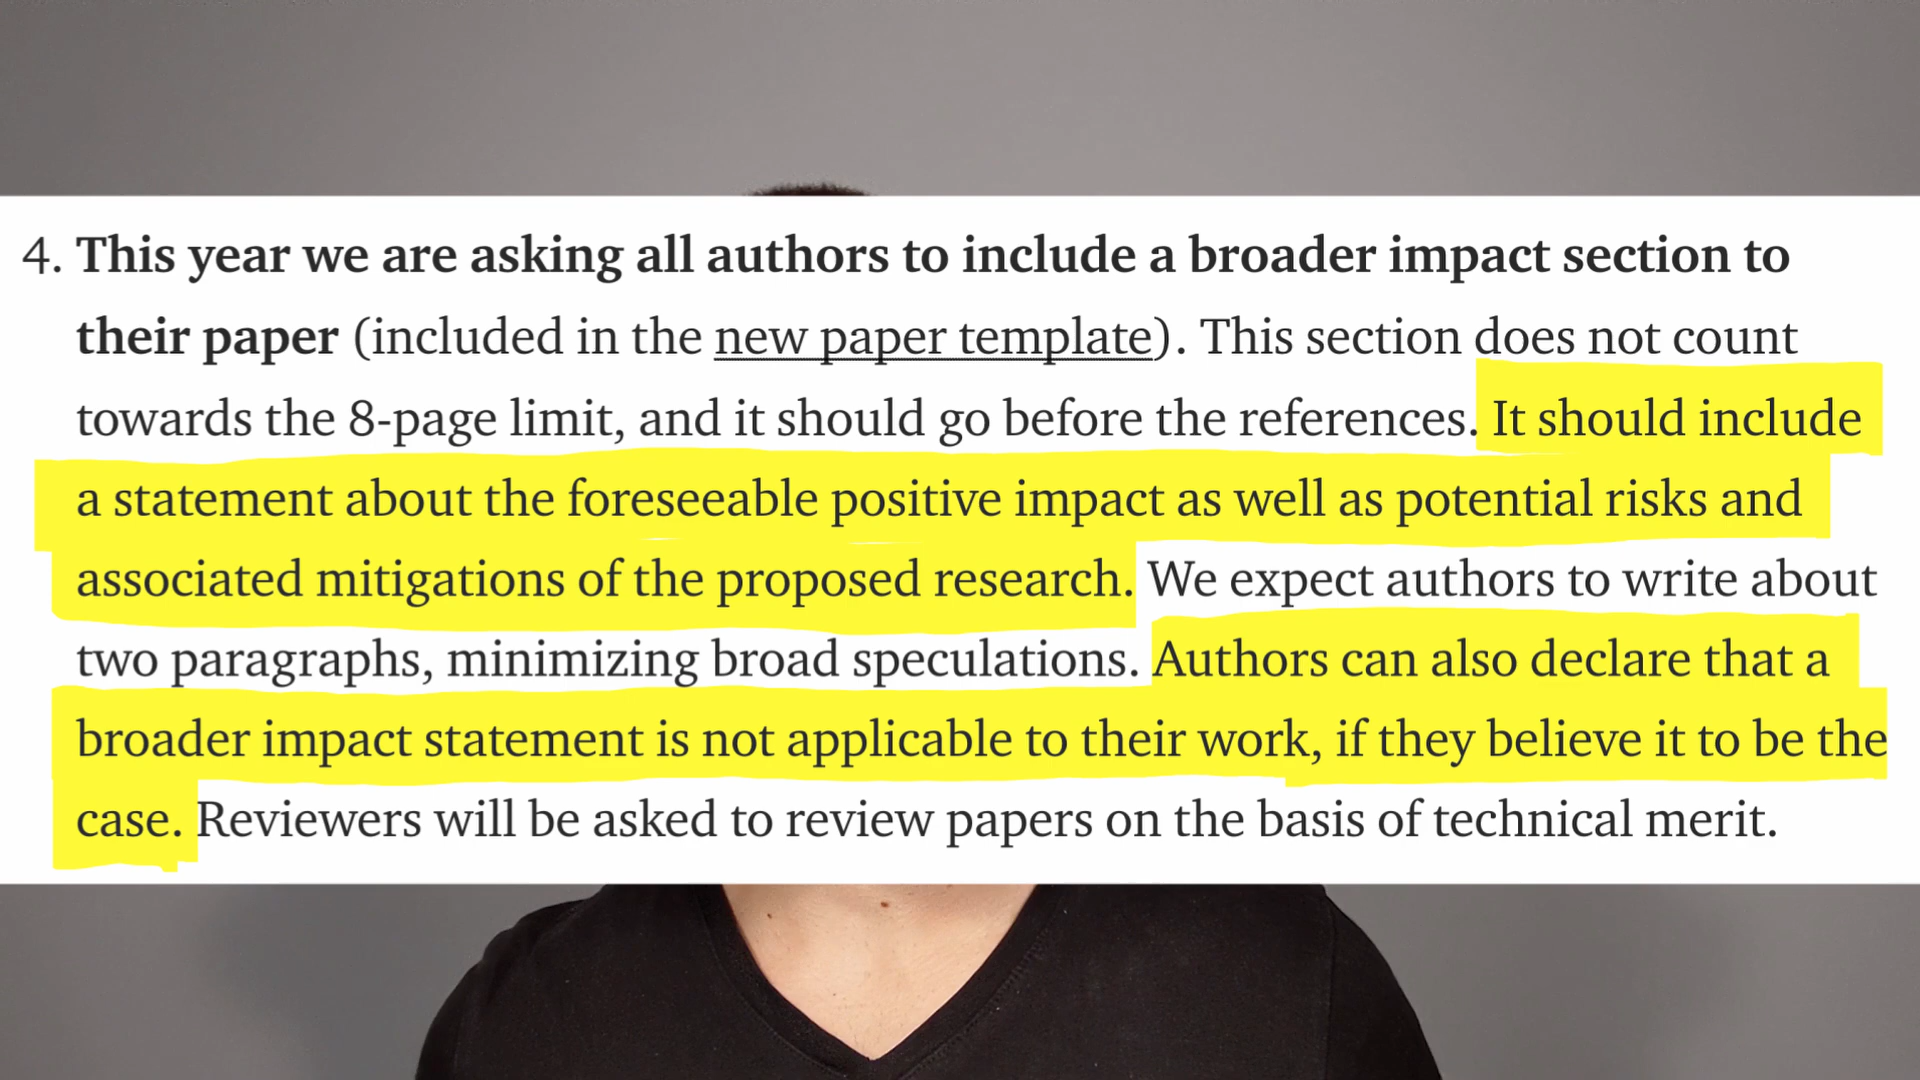 4. This year we are asking all authors to include a broader impact section to
their paper (included in the new paper template). This section does not count
towards the 8-page limit, and it should go before the references. It should include
a statement about the foreseeable positive impact as well as potential risks and
associated mitigations of the proposed research. We expect authors to write about
two paragraphs, minimizing broad speculations. Authors can also declare that a
broader impact statement is not applicable to their work, if they believe it to be the
case. Reviewers will be asked to review papers on the basis of technical merit.